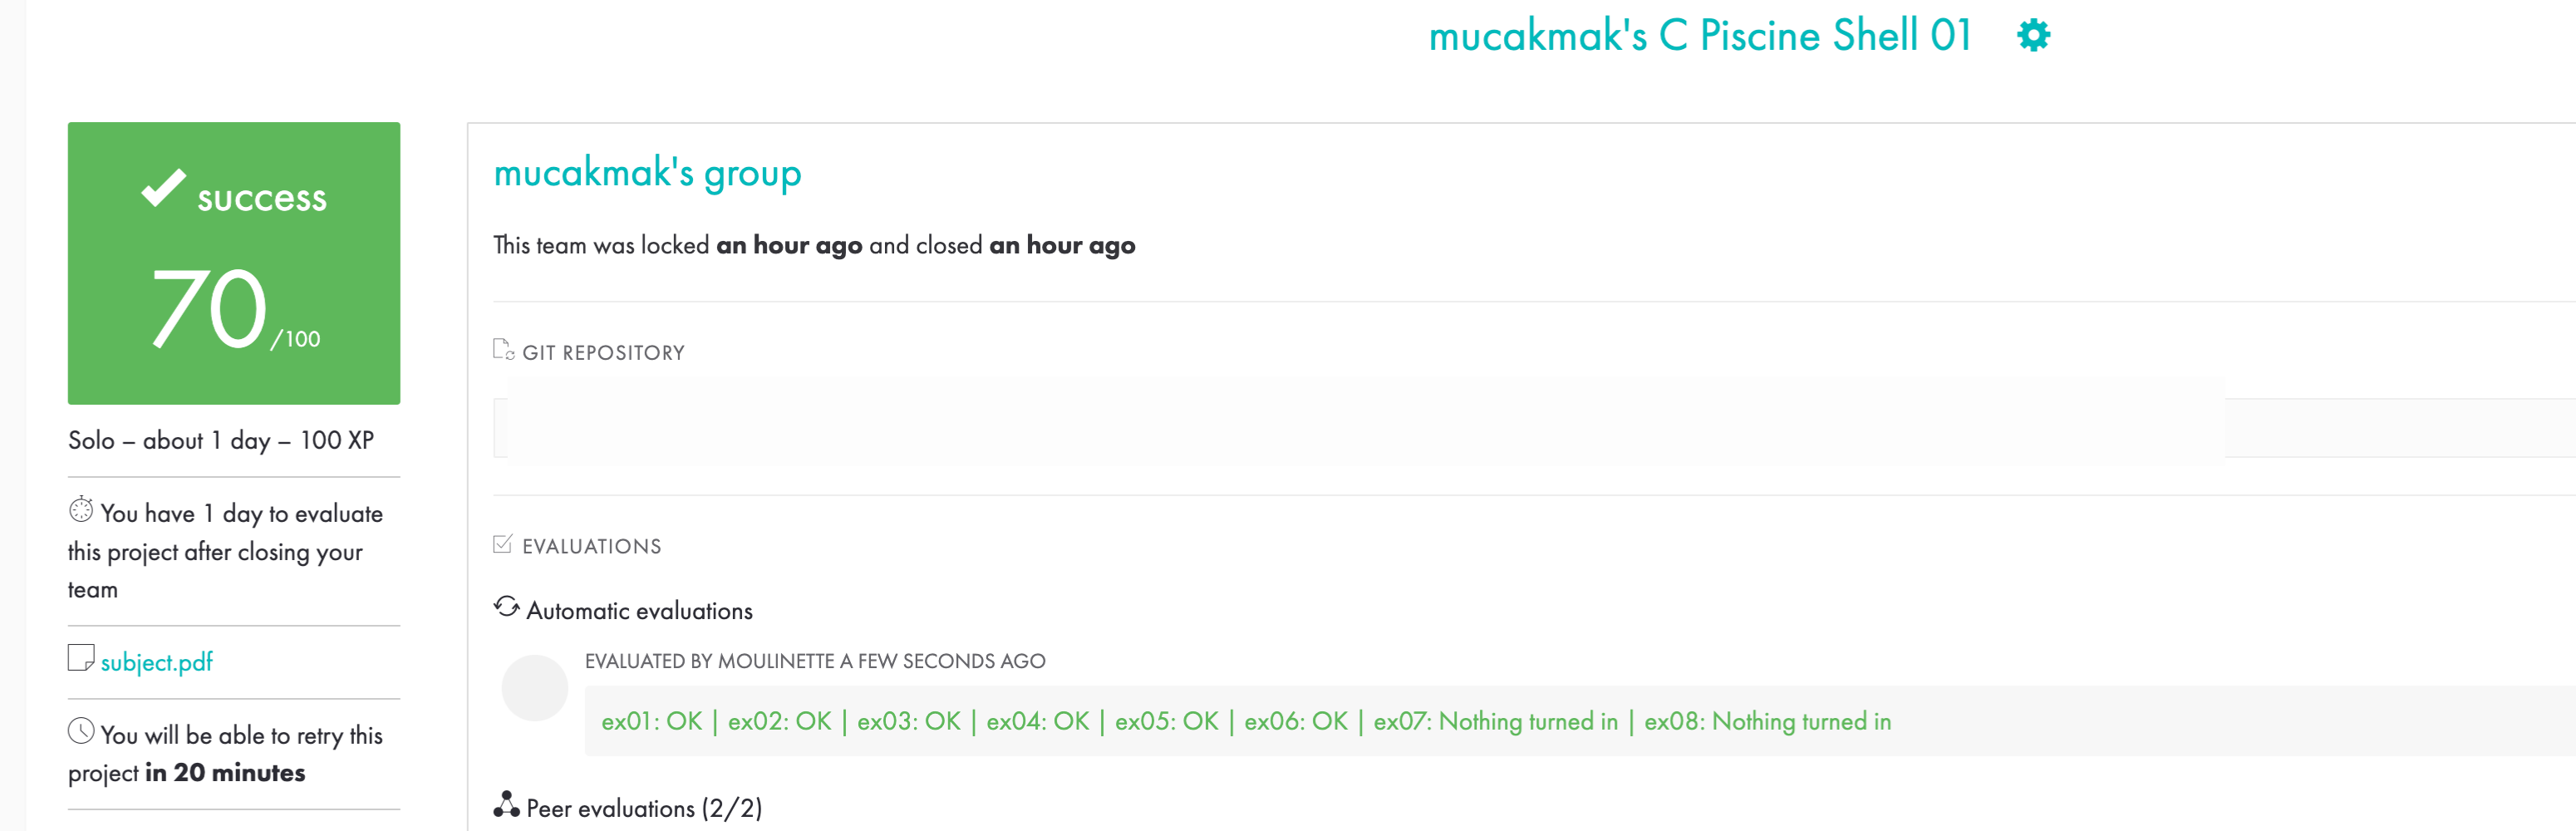 mucakmak's C Piscine Shell 01
success
70/100
Solo – about 1 day – 100 XP
You have 1 day to evaluate
this project after closing your
team
subject.pdf
You will be able to retry this
project in 20 minutes
mucakmak's group
This team was locked an hour ago and closed an hour ago
GIT REPOSITORY
EVALUATIONS
Automatic evaluations
EVALUATED BY MOULINETTE A FEW SECONDS AGO
ex01: OK | ex02: OK | ex03: OK | ex04: OK | ex05: OK | ex06: OK | ex07: Nothing turned in | ex08: Nothing turned in
Peer evaluations (2/2)